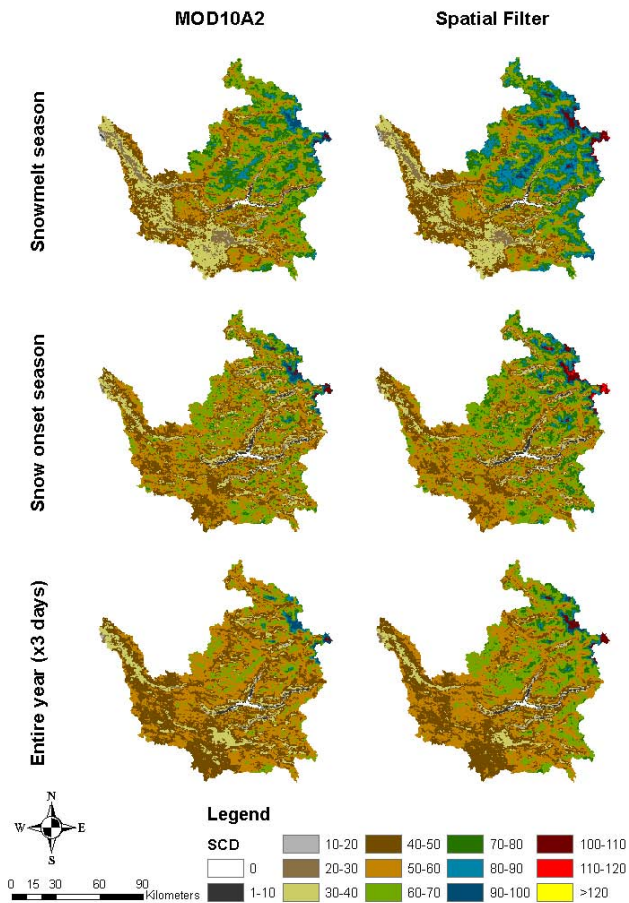 MOD10A2
Spatial Filter
Snowmelt season
Snow onset season
Entire year (x3 days)
N
W E
S
0 15 30 60 90
Kilometers
Legend
SCD
0
1-10
10-20
20-30
30-40
40-50
50-60
60-70
70-80
80-90
90-100
100-110
110-120
>120